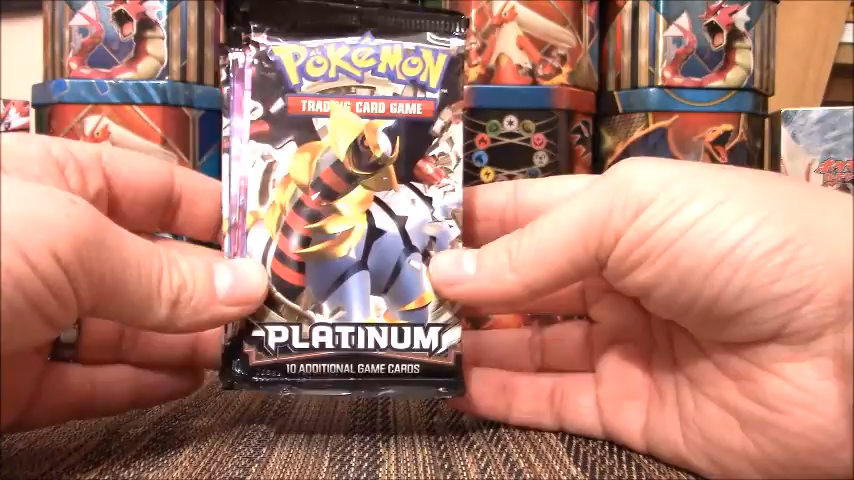 POKéMON
TRADING CARD GAME
PLATINUM
10 ADDITIONAL GAME CARDS